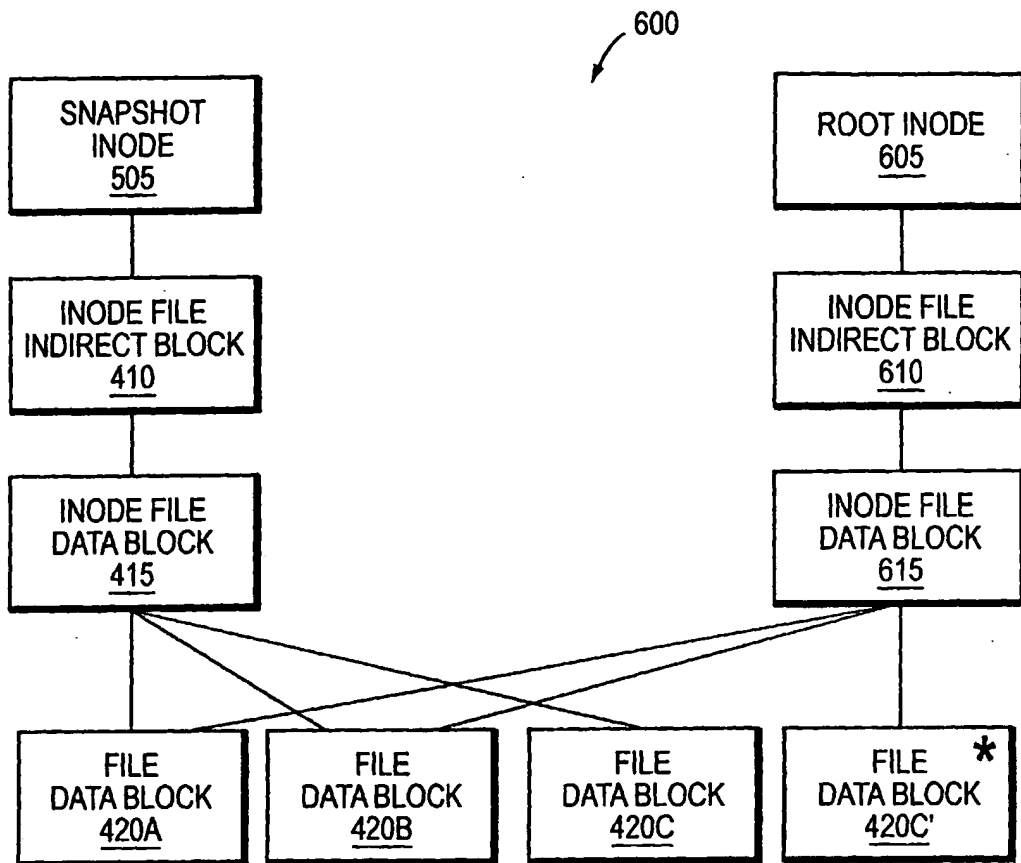 600
SNAPSHOT
INODE
505
ROOT INODE
605
INODE FILE
INDIRECT BLOCK
410
INODE FILE
INDIRECT BLOCK
610
INODE FILE
DATA BLOCK
415
INODE FILE
DATA BLOCK
615
FILE
DATA BLOCK
420A
FILE
DATA BLOCK
420B
FILE
DATA BLOCK
420C
FILE *
DATA BLOCK
420C'